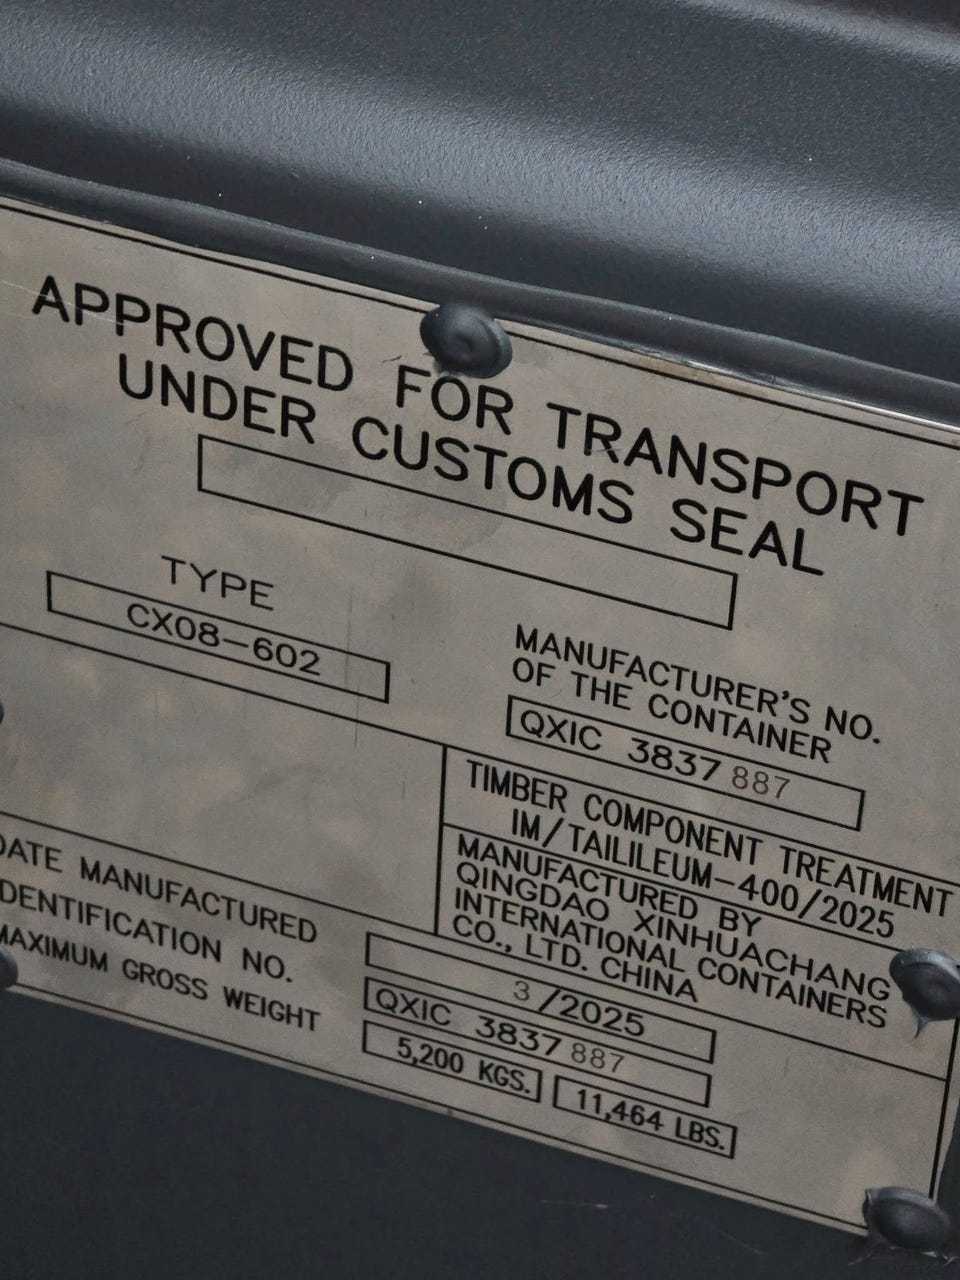 APPROVED FOR TRANSPORT
UNDER CUSTOMS SEAL
TYPE
CX08-602
MANUFACTURER'S NO.
OF THE CONTAINER
QXIC 3837887
TIMBER COMPONENT TREATMENT
IM/TAILILEUM-400/2025
MANUFACTURED BY
QINGDAO XINHUACHANG
INTERNATIONAL CONTAINERS
CO., LTD. CHINA
DATE MANUFACTURED
3/2025
IDENTIFICATION NO.
QXIC 3837887
MAXIMUM GROSS WEIGHT
5,200 KGS. 11,464 LBS.